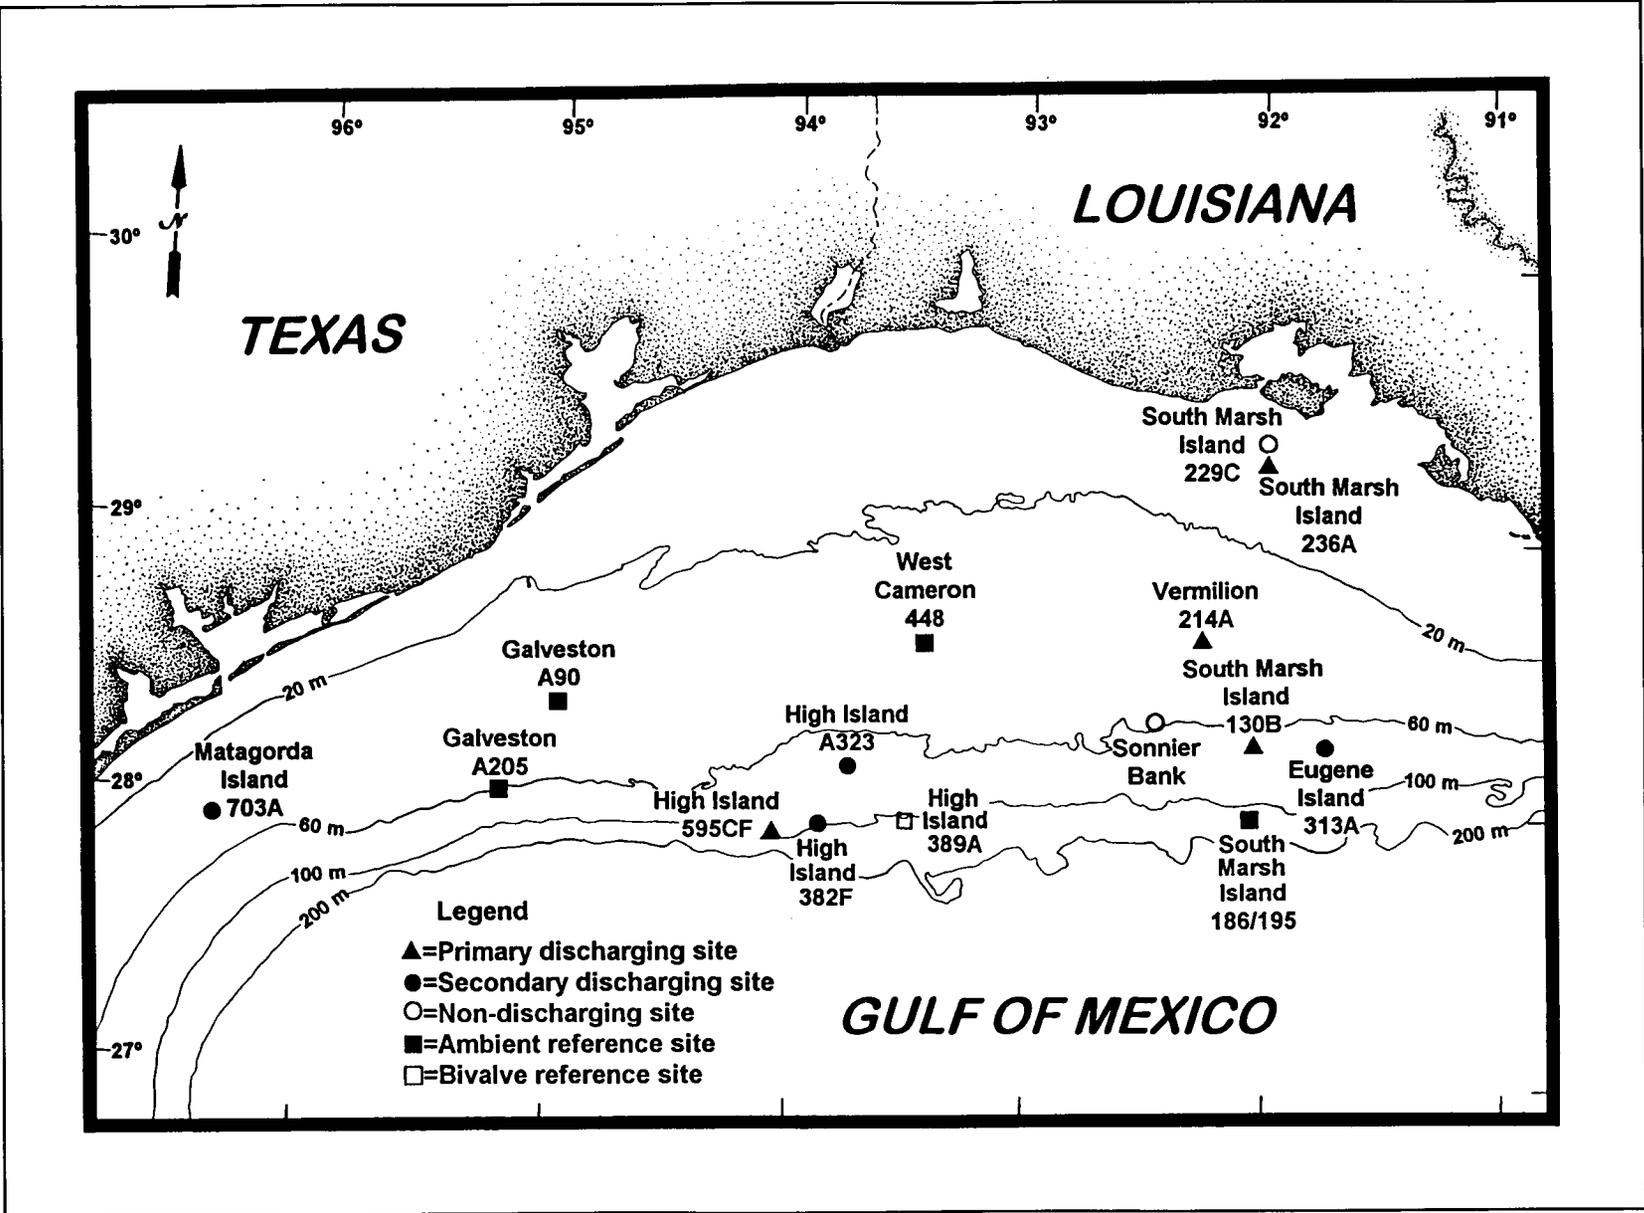 96° 95° 94° 93° 92° 91°
N
LOUISIANA
30°
TEXAS
South Marsh
Island
229C
South Marsh
Island
236A
29°
West
Cameron
448
Vermilion
214A
20 m
Galveston
A90
South Marsh
Island
130B
20 m
High Island
A323
60 m
Galveston
A205
Sonnier
Bank
Matagorda
Island
703A
28°
Eugene
Island
313A
100 m
High Island
595CF
High
Island
389A
60 m
200 m
High
Island
382F
South
Marsh
Island
186/195
100 m
200 m
Legend
▲=Primary discharging site
●=Secondary discharging site
○=Non-discharging site
■=Ambient reference site
□=Bivalve reference site
GULF OF MEXICO
27°